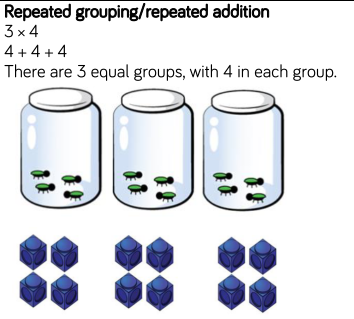 Repeated grouping/repeated addition
3 × 4
4 + 4 + 4
There are 3 equal groups, with 4 in each group.